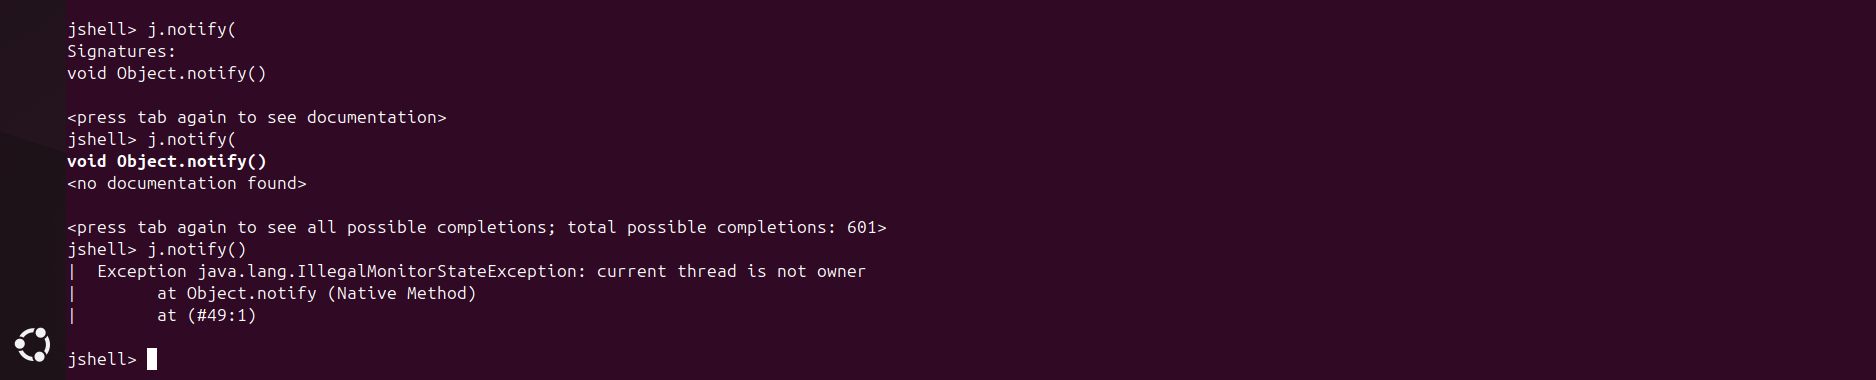 jshell> j.notify(
Signatures:
void Object.notify()
<press tab again to see documentation>
jshell> j.notify(
void Object.notify()
<no documentation found>
<press tab again to see all possible completions; total possible completions: 601>
jshell> j.notify()
|  Exception java.lang.IllegalMonitorStateException: current thread is not owner
|        at Object.notify (Native Method)
|        at (#49:1)
jshell>